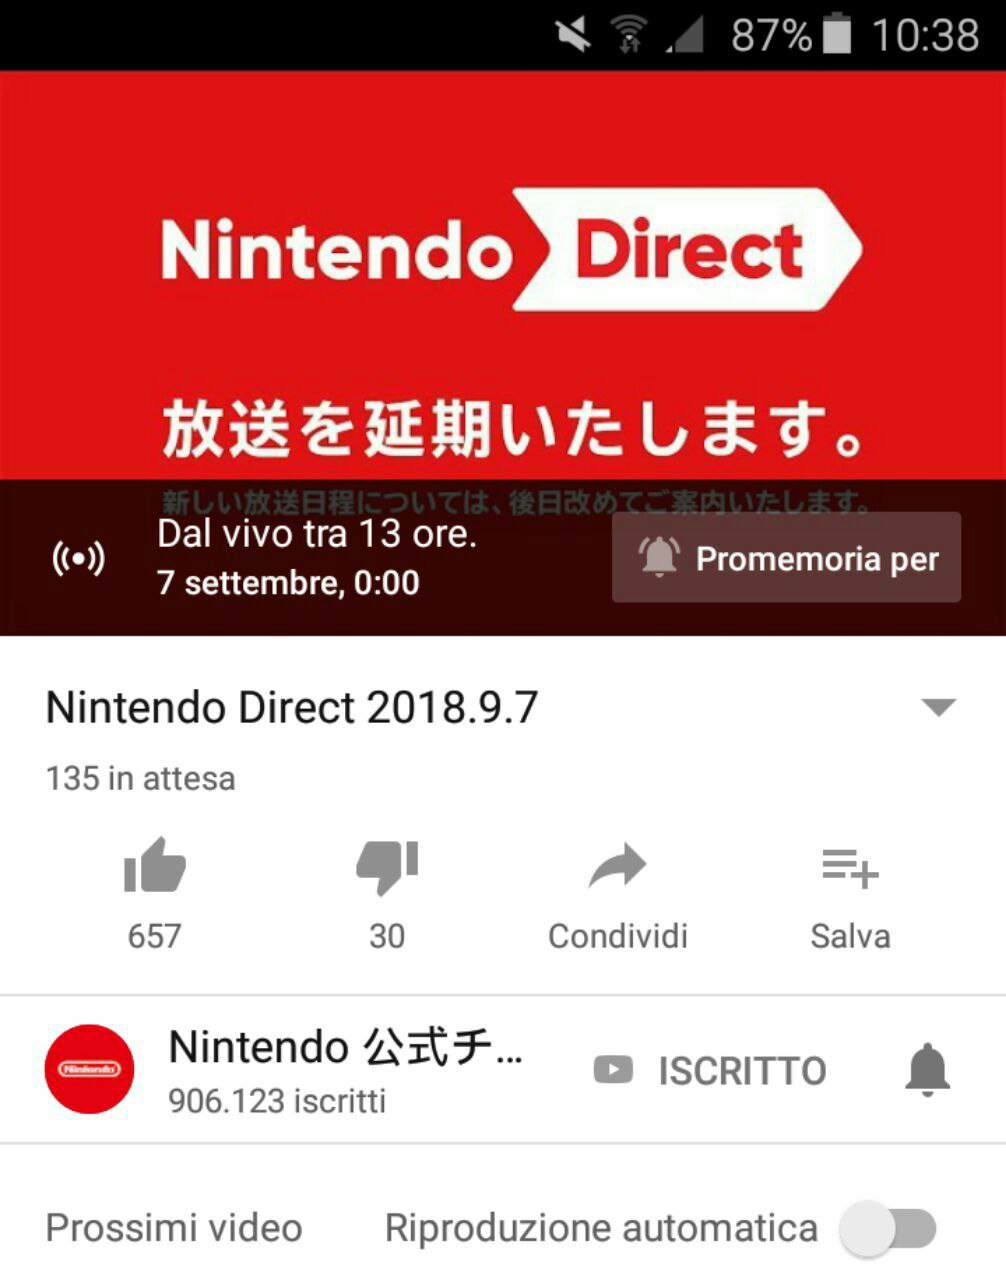 87% 10:38
Nintendo Direct
放送を延期いたします。
新しい放送日程については、後日改めてご案内いたします。
Dal vivo tra 13 ore.
7 settembre, 0:00
Promemoria per
Nintendo Direct 2018.9.7
135 in attesa
657
30
Condividi
Salva
Nintendo
Nintendo 公式チ...
906.123 iscritti
ISCRITTO
Prossimi video
Riproduzione automatica